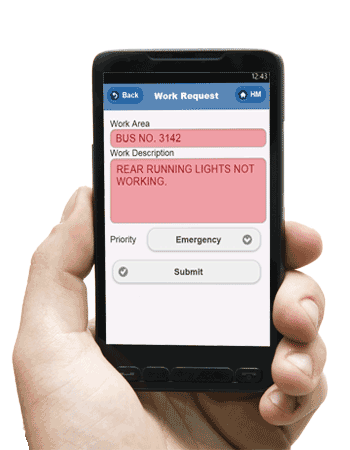 12:43
Back Work Request HM
Work Area
BUS NO. 3142
Work Description
REAR RUNNING LIGHTS NOT
WORKING.
Priority Emergency
Submit